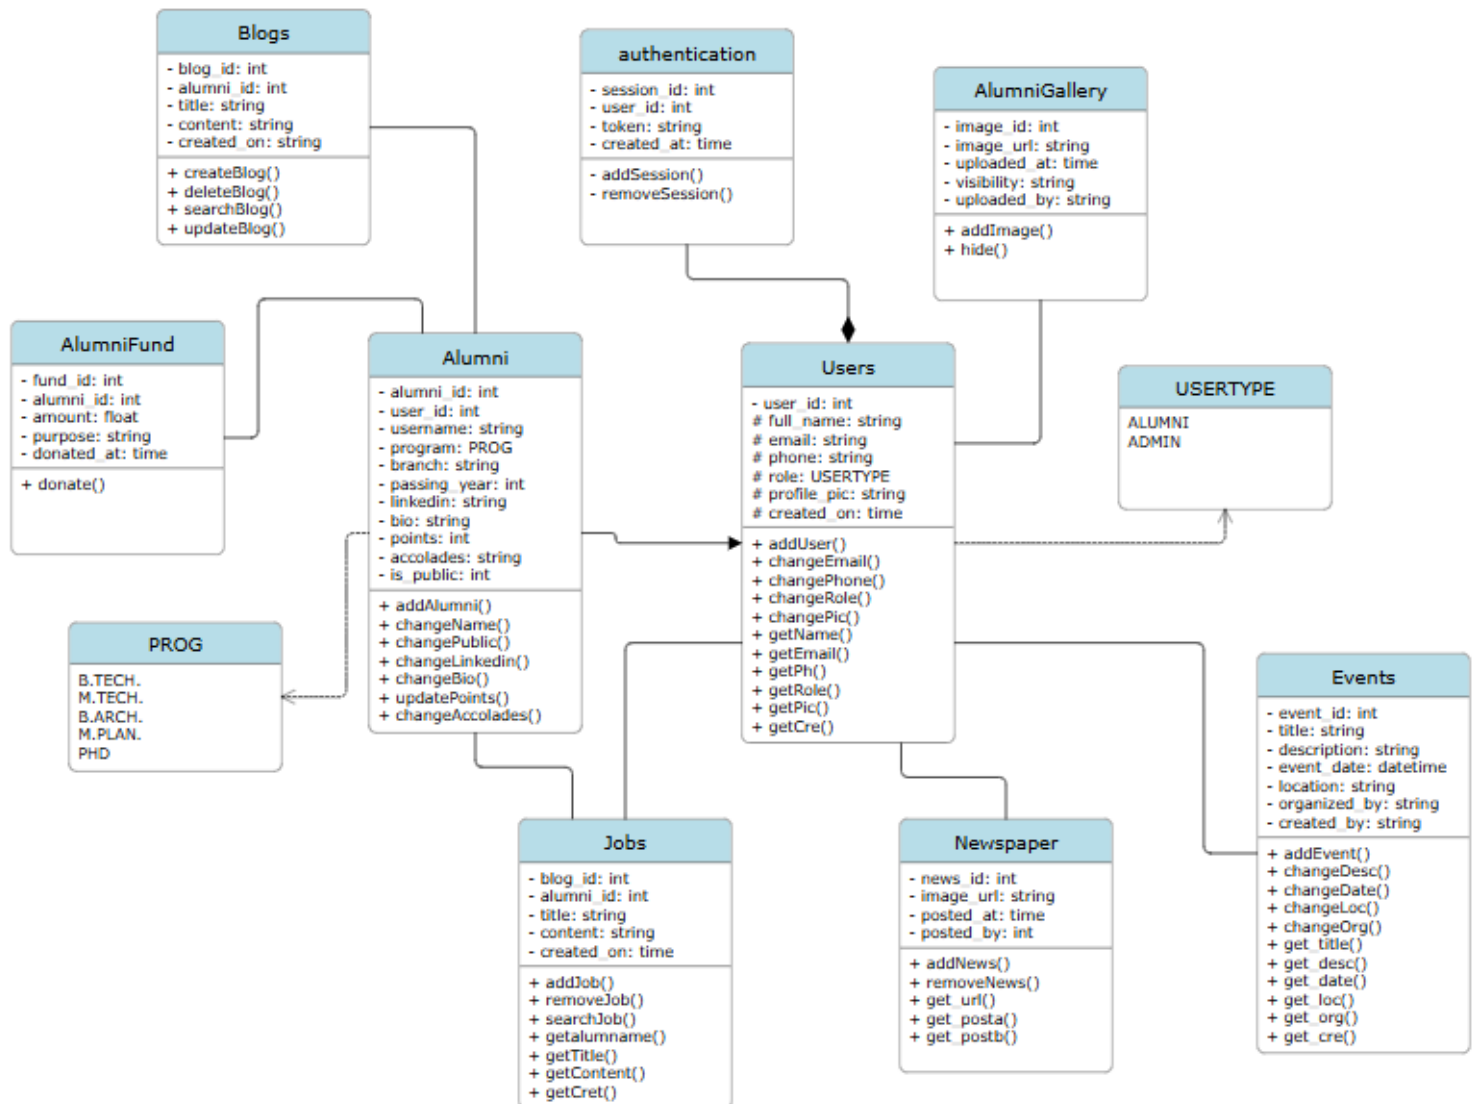 Blogs
- blog_id: int
- alumni_id: int
- title: string
- content: string
- created_on: string
+ createBlog()
+ deleteBlog()
+ searchBlog()
+ updateBlog()
authentication
- session_id: int
- user_id: int
- token: string
- created_at: time
- addSession()
- removeSession()
AlumniGallery
- image_id: int
- image_url: string
- uploaded_at: time
- visibility: string
- uploaded_by: string
+ addImage()
+ hide()
AlumniFund
- fund_id: int
- alumni_id: int
- amount: float
- purpose: string
- donated_at: time
+ donate()
Alumni
- alumni_id: int
- user_id: int
- username: string
- program: PROG
- branch: string
- passing_year: int
- linkedin: string
- bio: string
- points: int
- accolades: string
- is_public: int
+ addAlumni()
+ changeName()
+ changePublic()
+ changeLinkedin()
+ changeBio()
+ updatePoints()
+ changeAccolades()
Users
- user_id: int
# full_name: string
# email: string
# phone: string
# role: USERTYPE
# profile_pic: string
# created_on: time
+ addUser()
+ changeEmail()
+ changePhone()
+ changeRole()
+ changePic()
+ getName()
+ getEmail()
+ getPh()
+ getRole()
+ getPic()
+ getCre()
USERTYPE
ALUMNI
ADMIN
PROG
B.TECH.
M.TECH.
B.ARCH.
M.PLAN.
PHD
Jobs
- blog_id: int
- alumni_id: int
- title: string
- content: string
- created_on: time
+ addJob()
+ removeJob()
+ searchJob()
+ getalumname()
+ getTitle()
+ getContent()
+ getCret()
Newspaper
- news_id: int
- image_url: string
- posted_at: time
- posted_by: int
+ addNews()
+ removeNews()
+ get_url()
+ get_posta()
+ get_postb()
Events
- event_id: int
- title: string
- description: string
- event_date: datetime
- location: string
- organized_by: string
- created_by: string
+ addEvent()
+ changeDesc()
+ changeDate()
+ changeLoc()
+ changeOrg()
+ get_title()
+ get_desc()
+ get_date()
+ get_loc()
+ get_org()
+ get_cre()